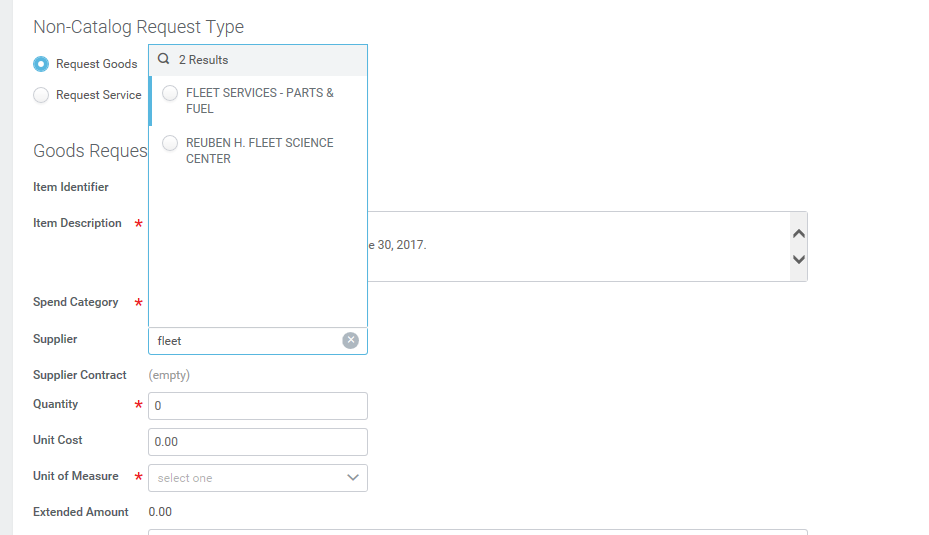 Non-Catalog Request Type
Request Goods
Request Service
2 Results
FLEET SERVICES - PARTS &
FUEL
REUBEN H. FLEET SCIENCE
CENTER
Goods Reques
Item Identifier
Item Description *
e 30, 2017.
Spend Category *
Supplier
fleet
Supplier Contract (empty)
Quantity * 0
Unit Cost 0.00
Unit of Measure * select one
Extended Amount 0.00